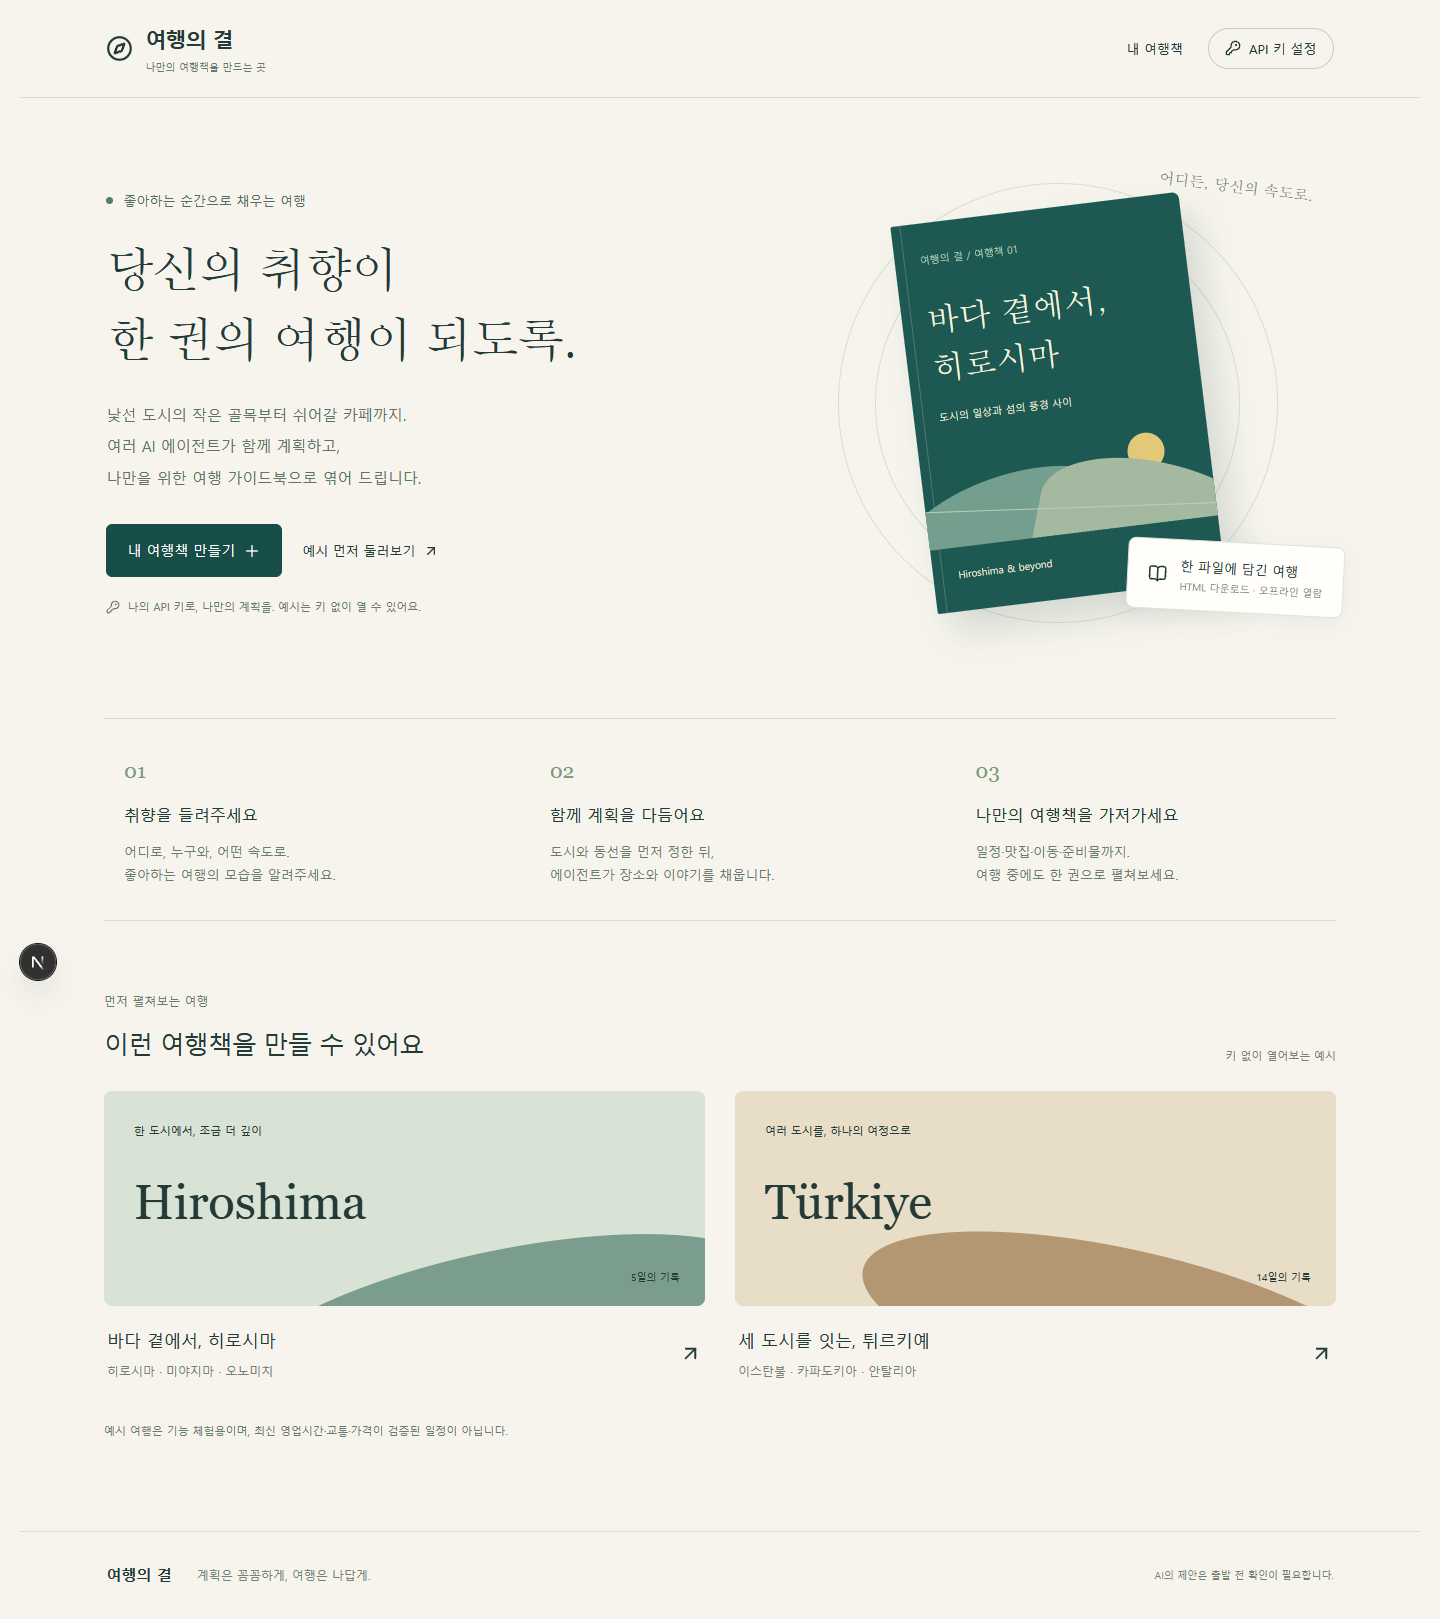 여행의 결
나만의 여행책을 만드는 곳
내 여행책
API 키 설정
좋아하는 순간으로 채우는 여행
당신의 취향이
한 권의 여행이 되도록.
낯선 도시의 작은 골목부터 쉬어갈 카페까지.
여러 AI 에이전트가 함께 계획하고,
나만을 위한 여행 가이드북으로 엮어 드립니다.
내 여행책 만들기
예시 먼저 둘러보기
나의 API 키로, 나만의 계획을. 예시는 키 없이 열 수 있어요.
어디든, 당신의 속도로.
여행의 결 / 여행책 01
바다 곁에서,
히로시마
도시의 일상과 섬의 풍경 사이
Hiroshima & beyond
한 파일에 담긴 여행
HTML 다운로드 · 오프라인 열람
01
취향을 들려주세요
어디로, 누구와, 어떤 속도로.
좋아하는 여행의 모습을 알려주세요.
02
함께 계획을 다듬어요
도시와 동선을 먼저 정한 뒤,
에이전트가 장소와 이야기를 채웁니다.
03
나만의 여행책을 가져가세요
일정·맛집·이동·준비물까지.
여행 중에도 한 권으로 펼쳐보세요.
N
먼저 펼쳐보는 여행
이런 여행책을 만들 수 있어요
키 없이 열어보는 예시
한 도시에서, 조금 더 깊이
Hiroshima
5일의 기록
바다 곁에서, 히로시마
히로시마 · 미야지마 · 오노미치
여러 도시를, 하나의 여정으로
Türkiye
14일의 기록
세 도시를 잇는, 튀르키예
이스탄불 · 카파도키아 · 안탈리아
예시 여행은 기능 체험용이며, 최신 영업시간·교통·가격이 검증된 일정이 아닙니다.
여행의 결
계획은 꼼꼼하게, 여행은 나답게.
AI의 제안은 출발 전 확인이 필요합니다.